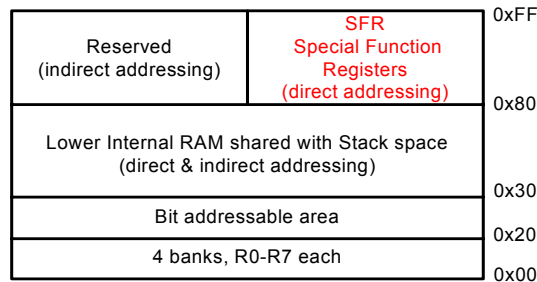 0xFF
Reserved
(indirect addressing)
SFR
Special Function
Registers
(direct addressing)
0x80
Lower Internal RAM shared with Stack space
(direct & indirect addressing)
0x30
Bit addressable area
0x20
4 banks, R0-R7 each
0x00